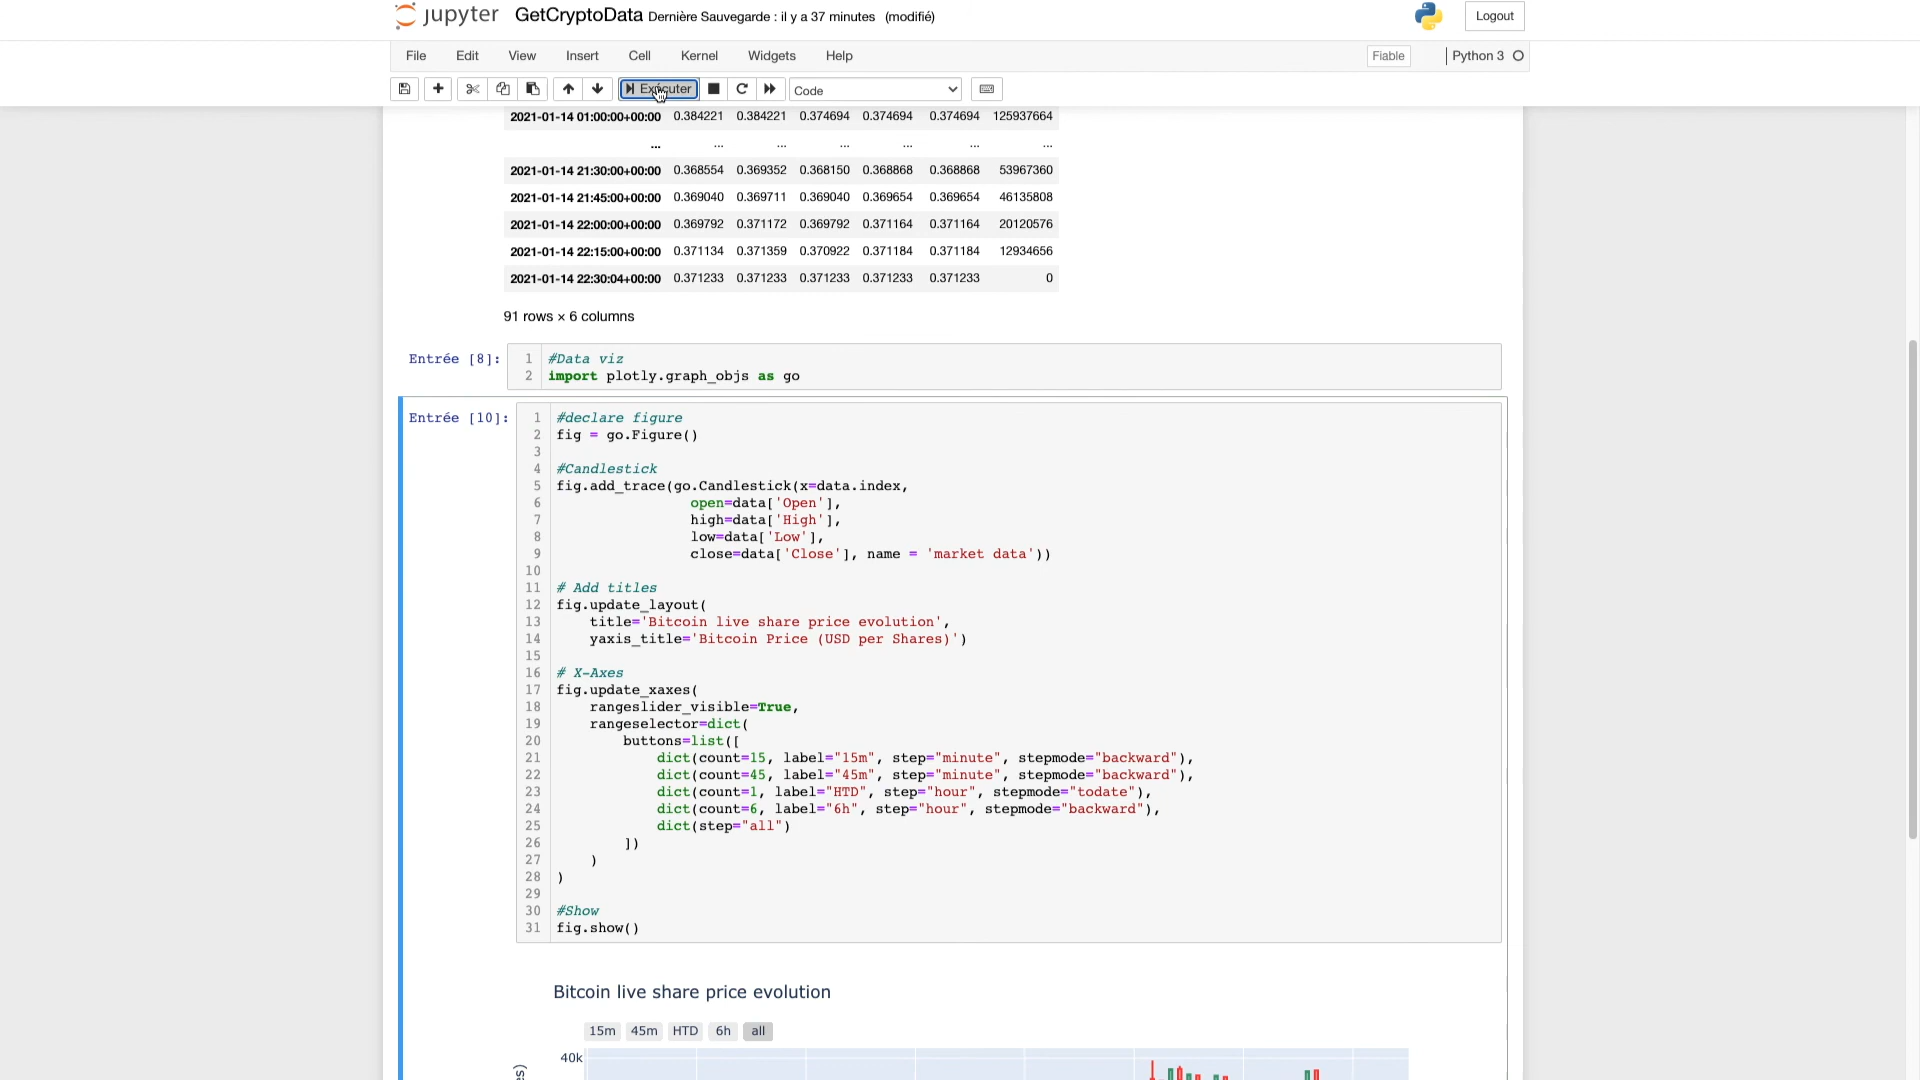 jupyter GetCryptoData Dernière Sauvegarde : il y a 37 minutes (modifié) Logout
File Edit View Insert Cell Kernel Widgets Help Fiable Python 3
Exécuter Code
2021-01-14 01:00:00+00:00 0.384221 0.384221 0.374694 0.374694 0.374694 125937664
... ... ... ... ... ... ...
2021-01-14 21:30:00+00:00 0.368554 0.369352 0.368150 0.368868 0.368868 53967360
2021-01-14 21:45:00+00:00 0.369040 0.369711 0.369040 0.369654 0.369654 46135808
2021-01-14 22:00:00+00:00 0.369792 0.371172 0.369792 0.371164 0.371164 20120576
2021-01-14 22:15:00+00:00 0.371134 0.371359 0.370922 0.371184 0.371184 12934656
2021-01-14 22:30:04+00:00 0.371233 0.371233 0.371233 0.371233 0.371233 0
91 rows × 6 columns
Entrée [8]: 1 #Data viz
2 import plotly.graph_objs as go
Entrée [10]: 1 #declare figure
2 fig = go.Figure()
3
4 #Candlestick
5 fig.add_trace(go.Candlestick(x=data.index,
6 open=data['Open'],
7 high=data['High'],
8 low=data['Low'],
9 close=data['Close'], name = 'market data'))
10
11 # Add titles
12 fig.update_layout(
13 title='Bitcoin live share price evolution',
14 yaxis_title='Bitcoin Price (USD per Shares)')
15
16 # X-Axes
17 fig.update_xaxes(
18 rangeslider_visible=True,
19 rangeselector=dict(
20 buttons=list([
21 dict(count=15, label="15m", step="minute", stepmode="backward"),
22 dict(count=45, label="45m", step="minute", stepmode="backward"),
23 dict(count=1, label="HTD", step="hour", stepmode="todate"),
24 dict(count=6, label="6h", step="hour", stepmode="backward"),
25 dict(step="all")
26 ])
27 )
28 )
29
30 #Show
31 fig.show()
Bitcoin live share price evolution
15m 45m HTD 6h all
40k
es)